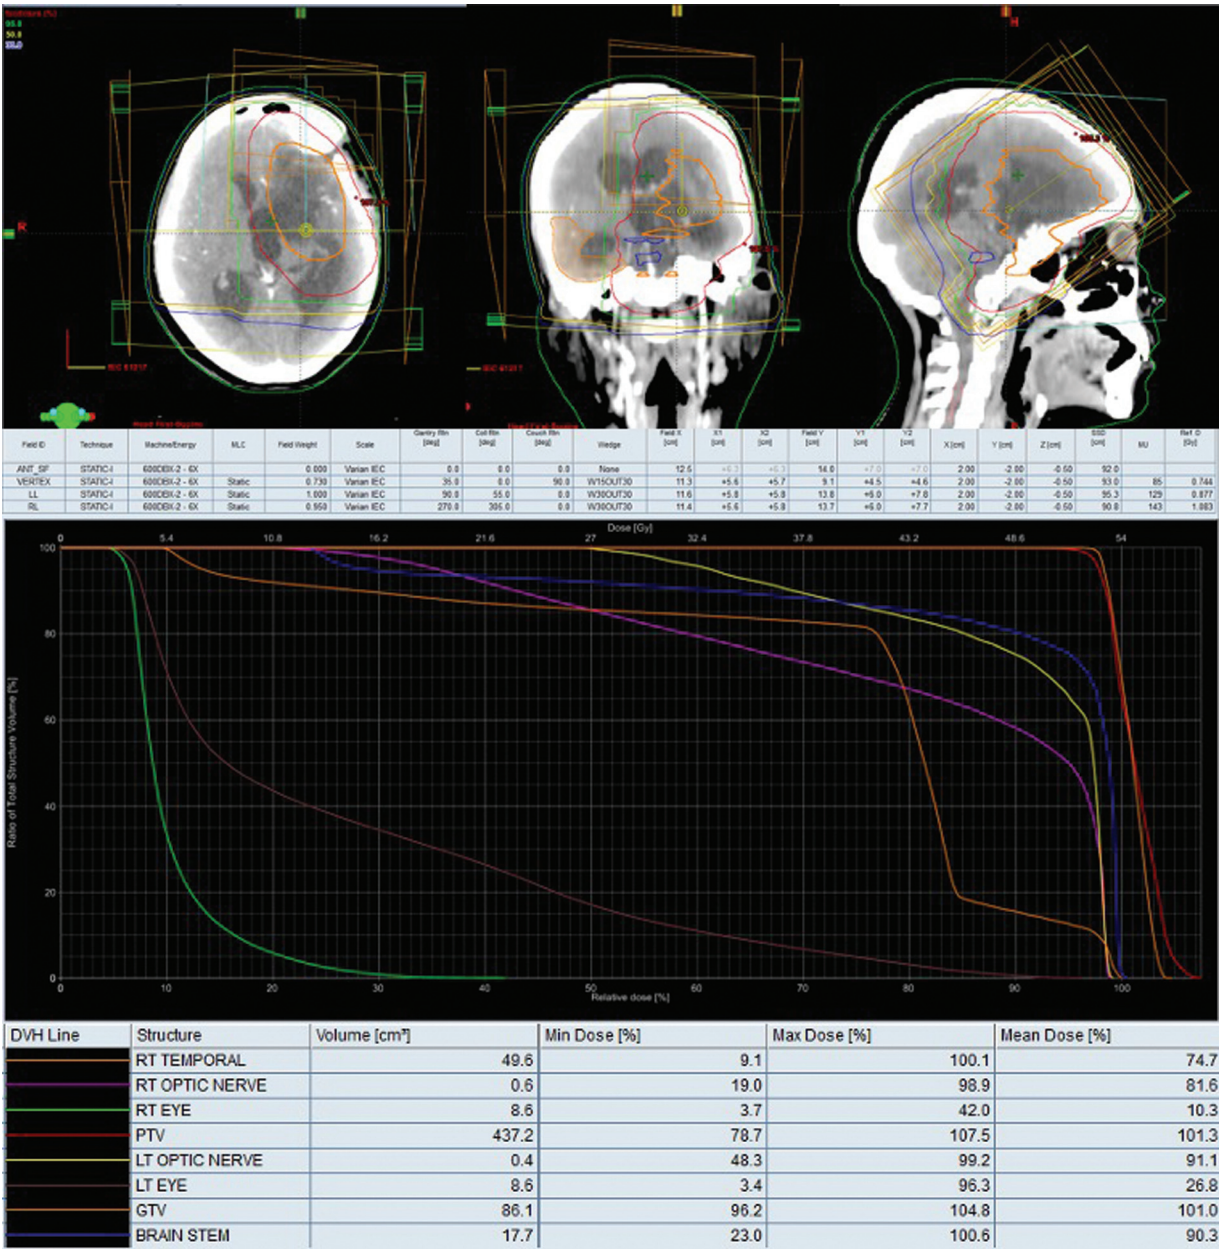 Isodoses [%]
95.0
50.0
30.0
H
R
IEC 61217
IEC 61217
Head First-Supine
Head First-Supine
Field ID Technique Machine/Energy MLC Field Weight Scale Gantry Rtn [deg] Coll Rtn [deg] Couch Rtn [deg] Wedge Field X [cm] X1 [cm] X2 [cm] Field Y [cm] Y1 [cm] Y2 [cm] X [cm] Y [cm] Z [cm] SSD [cm] MU Ref. D [Gy]
ANT_SF STATIC-I 600DBX-2 - 6X 0.000 Varian IEC 0.0 0.0 0.0 None 12.5 +6.3 +6.3 14.0 +7.0 +7.0 2.00 -2.00 -0.50 92.0
VERTEX STATIC-I 600DBX-2 - 6X Static 0.730 Varian IEC 35.0 0.0 90.0 W15OUT30 11.3 +5.6 +5.7 9.1 +4.5 +4.6 2.00 -2.00 -0.50 93.0 85 0.744
LL STATIC-I 600DBX-2 - 6X Static 1.000 Varian IEC 90.0 55.0 0.0 W30OUT30 11.6 +5.8 +5.8 13.8 +6.0 +7.8 2.00 -2.00 -0.50 95.3 129 0.877
RL STATIC-I 600DBX-2 - 6X Static 0.950 Varian IEC 270.0 305.0 0.0 W30OUT30 11.4 +5.6 +5.8 13.7 +6.0 +7.7 2.00 -2.00 -0.50 90.8 143 1.083
Dose [Gy]
0 5.4 10.8 16.2 21.6 27 32.4 37.8 43.2 48.6 54
100
80
60
40
20
0
Ratio of Total Structure Volume [%]
0 10 20 30 40 50 60 70 80 90 100
Relative dose [%]
DVH Line Structure Volume [cm³] Min Dose [%] Max Dose [%] Mean Dose [%]
RT TEMPORAL 49.6 9.1 100.1 74.7
RT OPTIC NERVE 0.6 19.0 98.9 81.6
RT EYE 8.6 3.7 42.0 10.3
PTV 437.2 78.7 107.5 101.3
LT OPTIC NERVE 0.4 48.3 99.2 91.1
LT EYE 8.6 3.4 96.3 26.8
GTV 86.1 96.2 104.8 101.0
BRAIN STEM 17.7 23.0 100.6 90.3